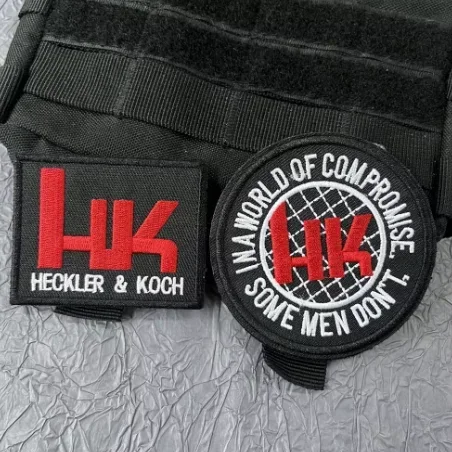 HK
HECKLER & KOCH
IN A WORLD OF COMPROMISE,
HK
SOME MEN DON'T,